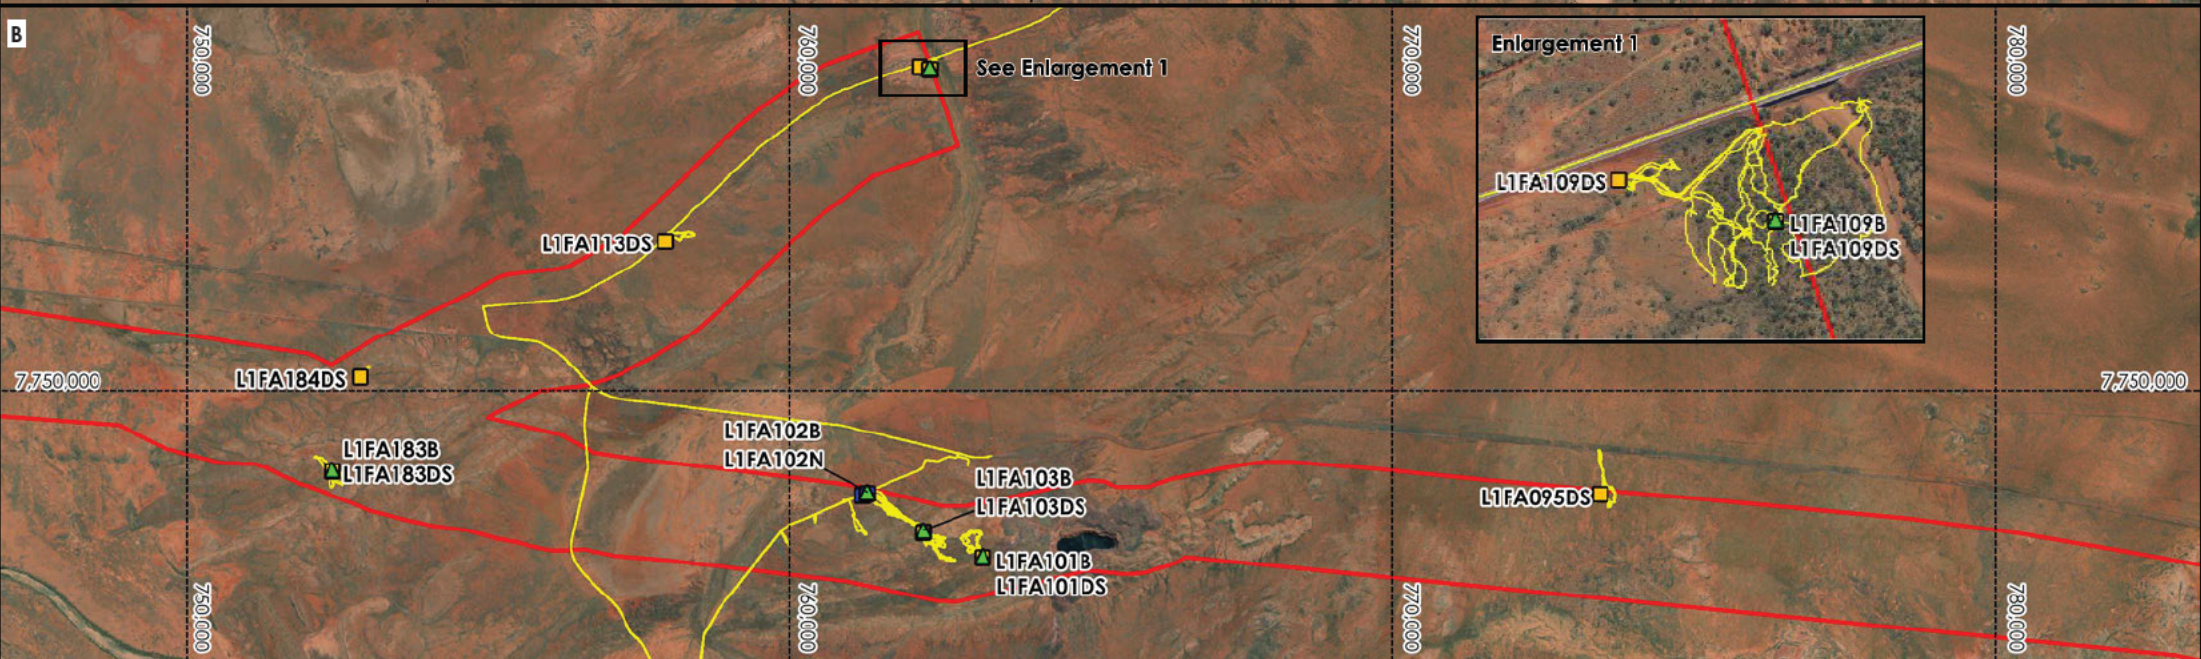 B
750,000
760,000
770,000
780,000
Enlargement 1
See Enlargement 1
L1FA109DS
L1FA109B
L1FA109DS
L1FA113DS
L1FA184DS
7,750,000
7,750,000
L1FA102B
L1FA102N
L1FA183B
L1FA183DS
L1FA103B
L1FA103DS
L1FA095DS
L1FA101B
L1FA101DS
750,000
760,000
770,000
780,000